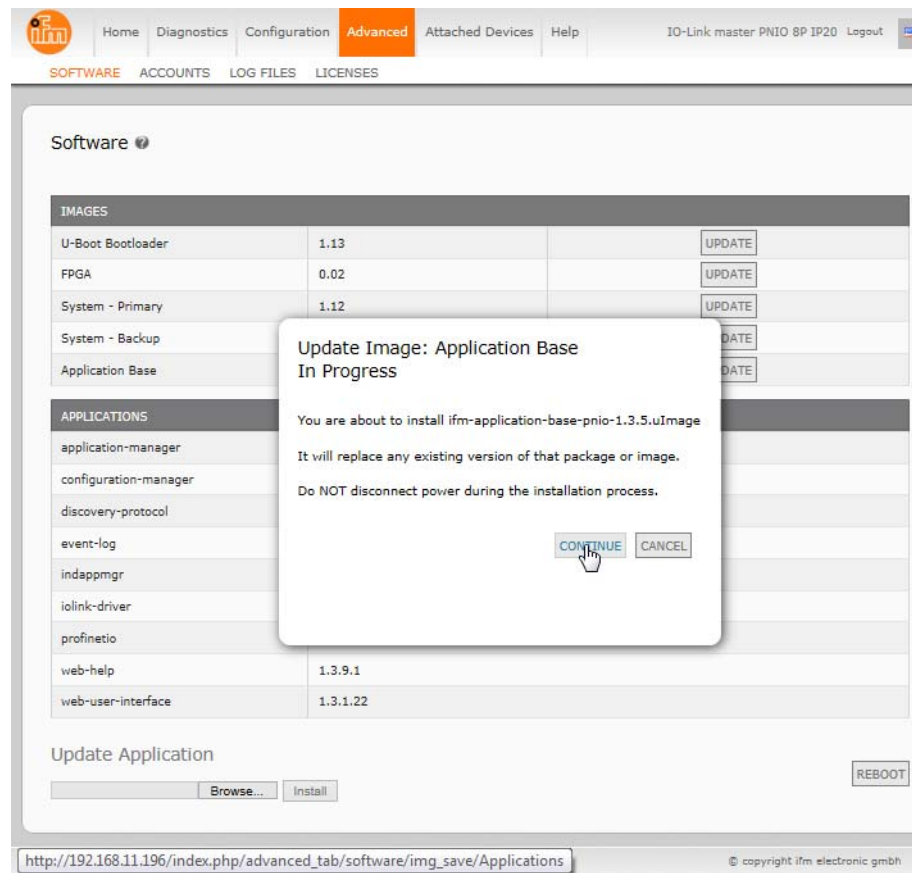 ifm
Home Diagnostics Configuration Advanced Attached Devices Help IO-Link master PNIO 8P IP20 Logout
SOFTWARE ACCOUNTS LOG FILES LICENSES
Software ?
IMAGES
U-Boot Bootloader 1.13 UPDATE
FPGA 0.02 UPDATE
System - Primary 1.12 UPDATE
System - Backup DATE
Application Base DATE
Update Image: Application Base
In Progress
You are about to install ifm-application-base-pnio-1.3.5.uImage
It will replace any existing version of that package or image.
Do NOT disconnect power during the installation process.
CONTINUE CANCEL
APPLICATIONS
application-manager
configuration-manager
discovery-protocol
event-log
indappmgr
iolink-driver
profinetio
web-help 1.3.9.1
web-user-interface 1.3.1.22
Update Application
Browse... Install
REBOOT
http://192.168.11.196/index.php/advanced_tab/software/img_save/Applications
© copyright ifm electronic gmbh